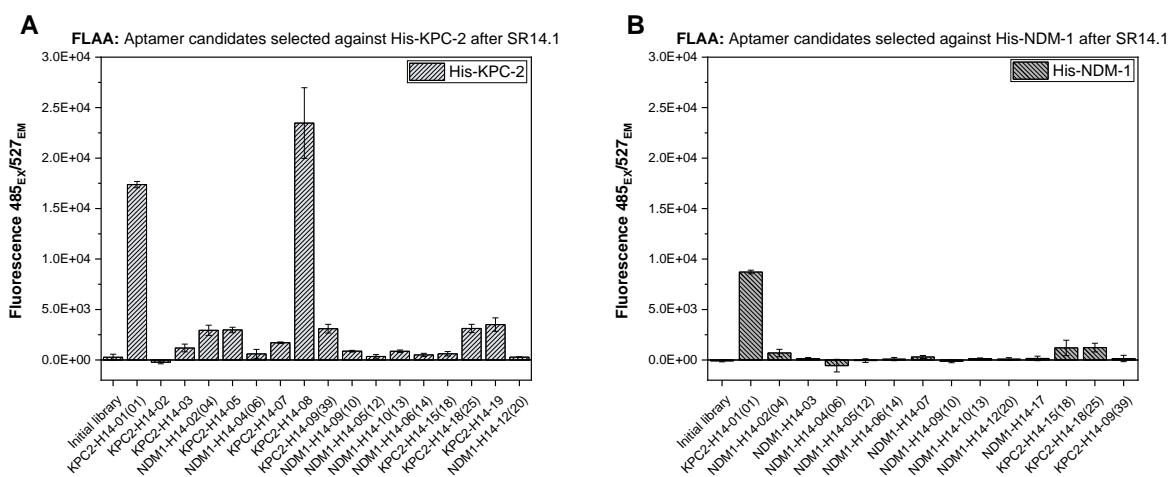 A
FLAA: Aptamer candidates selected against His-KPC-2 after SR14.1
His-KPC-2
Fluorescence 485EX/527EM
3.0E+04
2.5E+04
2.0E+04
1.5E+04
1.0E+04
5.0E+03
0.0E+00
Initial library
KPC2-H14-01(01)
KPC2-H14-02
KPC2-H14-03
NDM1-H14-02(04)
KPC2-H14-05
NDM1-H14-04(06)
KPC2-H14-07
KPC2-H14-08
KPC2-H14-09(39)
NDM1-H14-09(10)
NDM1-H14-05(12)
NDM1-H14-10(13)
NDM1-H14-06(14)
KPC2-H14-15(18)
KPC2-H14-18(25)
KPC2-H14-19
NDM1-H14-12(20)
B
FLAA: Aptamer candidates selected against His-NDM-1 after SR14.1
His-NDM-1
Fluorescence 485EX/527EM
3.0E+04
2.5E+04
2.0E+04
1.5E+04
1.0E+04
5.0E+03
0.0E+00
Initial library
KPC2-H14-01(01)
NDM1-H14-02(04)
NDM1-H14-03
NDM1-H14-04(06)
NDM1-H14-05(12)
NDM1-H14-06(14)
NDM1-H14-07
NDM1-H14-09(10)
NDM1-H14-10(13)
NDM1-H14-12(20)
NDM1-H14-17
KPC2-H14-15(18)
KPC2-H14-18(25)
KPC2-H14-09(39)